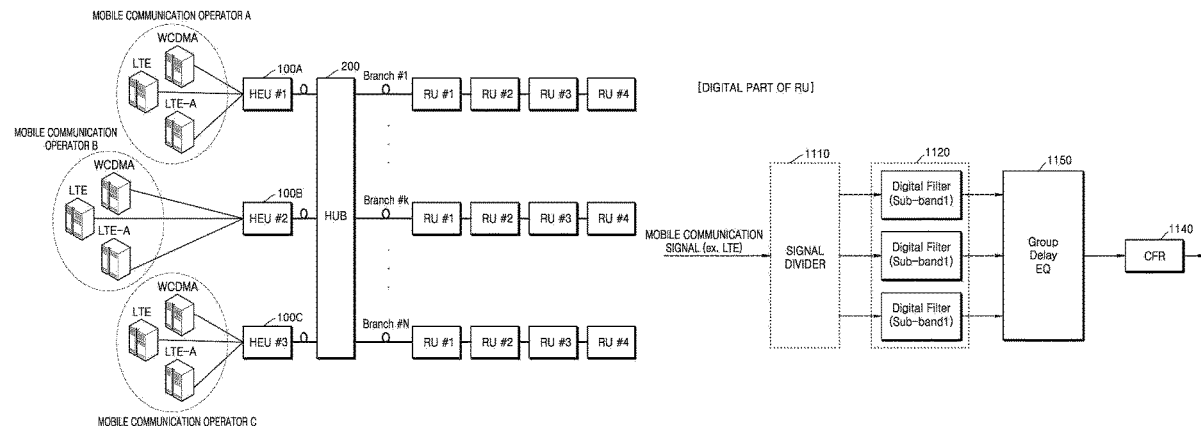 MOBILE COMMUNICATION OPERATOR A
WCDMA
LTE
LTE-A
100A
HEU #1
200
HUB
Branch #1
RU #1
RU #2
RU #3
RU #4
MOBILE COMMUNICATION
OPERATOR B
WCDMA
LTE
LTE-A
100B
HEU #2
Branch #k
RU #1
RU #2
RU #3
RU #4
WCDMA
LTE
LTE-A
100C
HEU #3
Branch #N
RU #1
RU #2
RU #3
RU #4
MOBILE COMMUNICATION OPERATOR C
[DIGITAL PART OF RU]
MOBILE COMMUNICATION
SIGNAL (ex. LTE)
1110
SIGNAL
DIVIDER
1120
Digital Filter
(Sub-band1)
Digital Filter
(Sub-band1)
Digital Filter
(Sub-band1)
1150
Group
Delay
EQ
1140
CFR